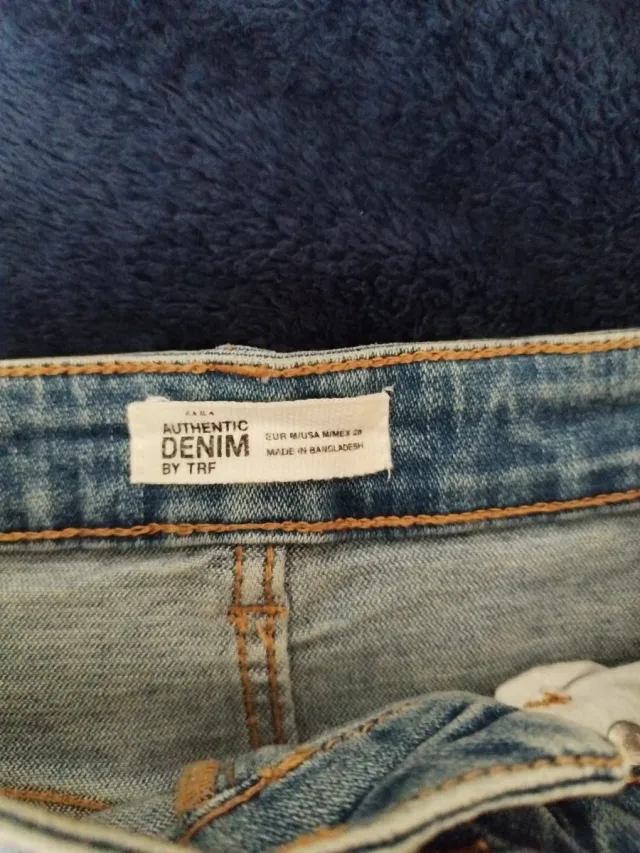 ZARA
AUTHENTIC
DENIM
BY TRF
EUR M/USA M/MEX 28
MADE IN BANGLADESH